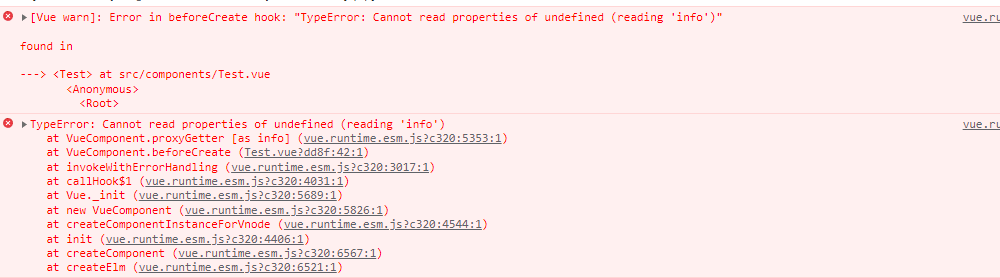 [Vue warn]: Error in beforeCreate hook: "TypeError: Cannot read properties of undefined (reading 'info')" vue.ru
found in
---> <Test> at src/components/Test.vue
<Anonymous>
<Root>
TypeError: Cannot read properties of undefined (reading 'info') vue.ru
at VueComponent.proxyGetter [as info] (vue.runtime.esm.js?c320:5353:1)
at VueComponent.beforeCreate (Test.vue?dd8f:42:1)
at invokeWithErrorHandling (vue.runtime.esm.js?c320:3017:1)
at callHook$1 (vue.runtime.esm.js?c320:4031:1)
at Vue._init (vue.runtime.esm.js?c320:5689:1)
at new VueComponent (vue.runtime.esm.js?c320:5826:1)
at createComponentInstanceForVnode (vue.runtime.esm.js?c320:4544:1)
at init (vue.runtime.esm.js?c320:4406:1)
at createComponent (vue.runtime.esm.js?c320:6567:1)
at createElm (vue.runtime.esm.js?c320:6521:1)